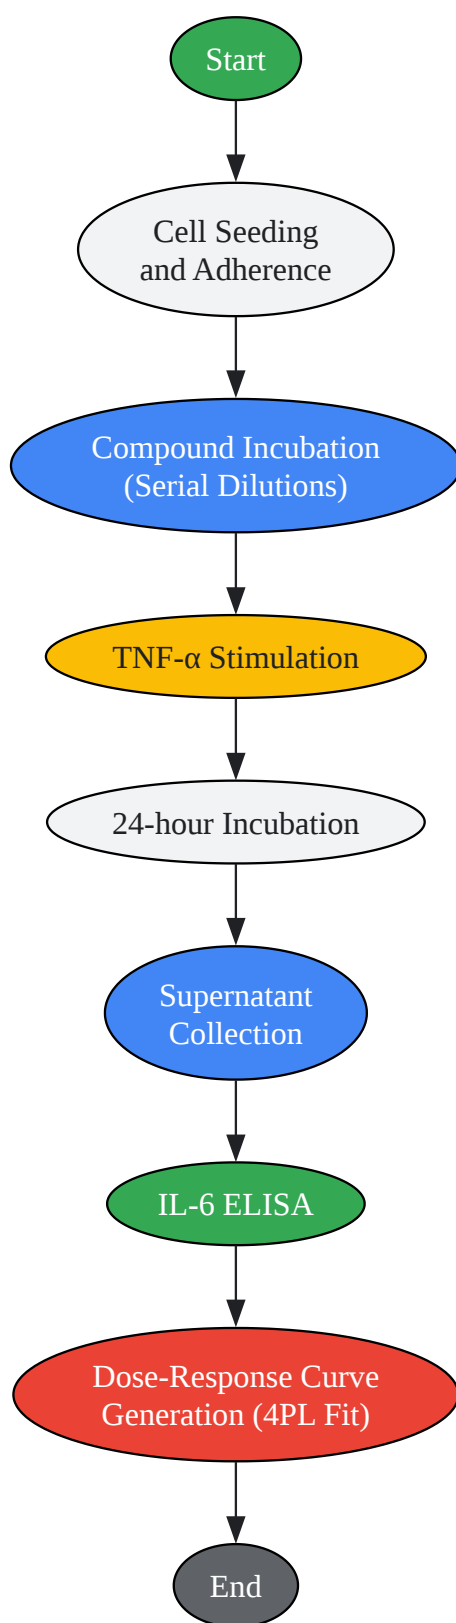 Start
Cell Seeding
and Adherence
Compound Incubation
(Serial Dilutions)
TNF-α Stimulation
24-hour Incubation
Supernatant
Collection
IL-6 ELISA
Dose-Response Curve
Generation (4PL Fit)
End